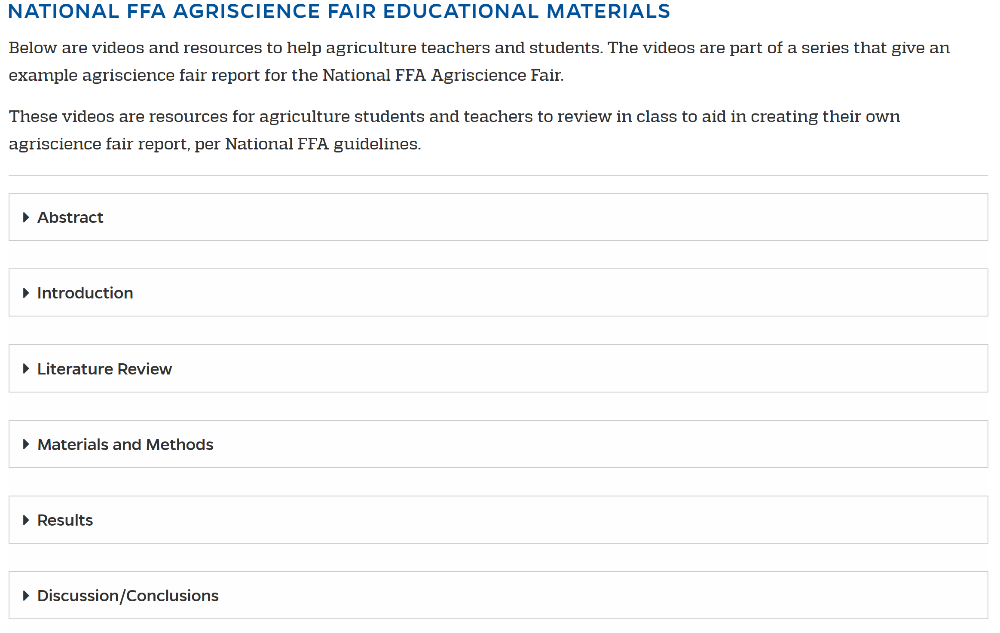 NATIONAL FFA AGRISCIENCE FAIR EDUCATIONAL MATERIALS
Below are videos and resources to help agriculture teachers and students. The videos are part of a series that give an
example agriscience fair report for the National FFA Agriscience Fair.
These videos are resources for agriculture students and teachers to review in class to aid in creating their own
agriscience fair report, per National FFA guidelines.
Abstract
Introduction
Literature Review
Materials and Methods
Results
Discussion/Conclusions